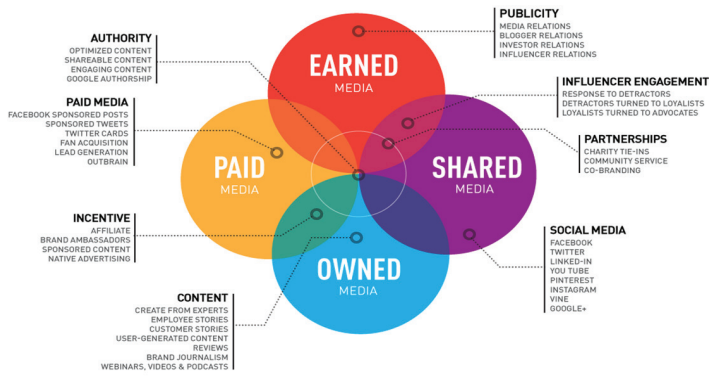 AUTHORITY
OPTIMIZED CONTENT
SHAREABLE CONTENT
ENGAGING CONTENT
GOOGLE AUTHORSHIP
PAID MEDIA
FACEBOOK SPONSORED POSTS
SPONSORED TWEETS
TWITTER CARDS
FAN ACQUISITION
LEAD GENERATION
OUTBRAIN
INCENTIVE
AFFILIATE
BRAND AMBASSADORS
SPONSORED CONTENT
NATIVE ADVERTISING
CONTENT
CREATE FROM EXPERTS
EMPLOYEE STORIES
CUSTOMER STORIES
USER-GENERATED CONTENT
REVIEWS
BRAND JOURNALISM
WEBINARS, VIDEOS & PODCASTS
EARNED
MEDIA
PAID
MEDIA
SHARED
MEDIA
OWNED
MEDIA
PUBLICITY
MEDIA RELATIONS
BLOGGER RELATIONS
INVESTOR RELATIONS
INFLUENCER RELATIONS
INFLUENCER ENGAGEMENT
RESPONSE TO DETRACTORS
DETRACTORS TURNED TO LOYALISTS
LOYALISTS TURNED TO ADVOCATES
PARTNERSHIPS
CHARITY TIE-INS
COMMUNITY SERVICE
CO-BRANDING
SOCIAL MEDIA
FACEBOOK
TWITTER
LINKED-IN
YOU TUBE
PINTEREST
INSTAGRAM
VINE
GOOGLE+